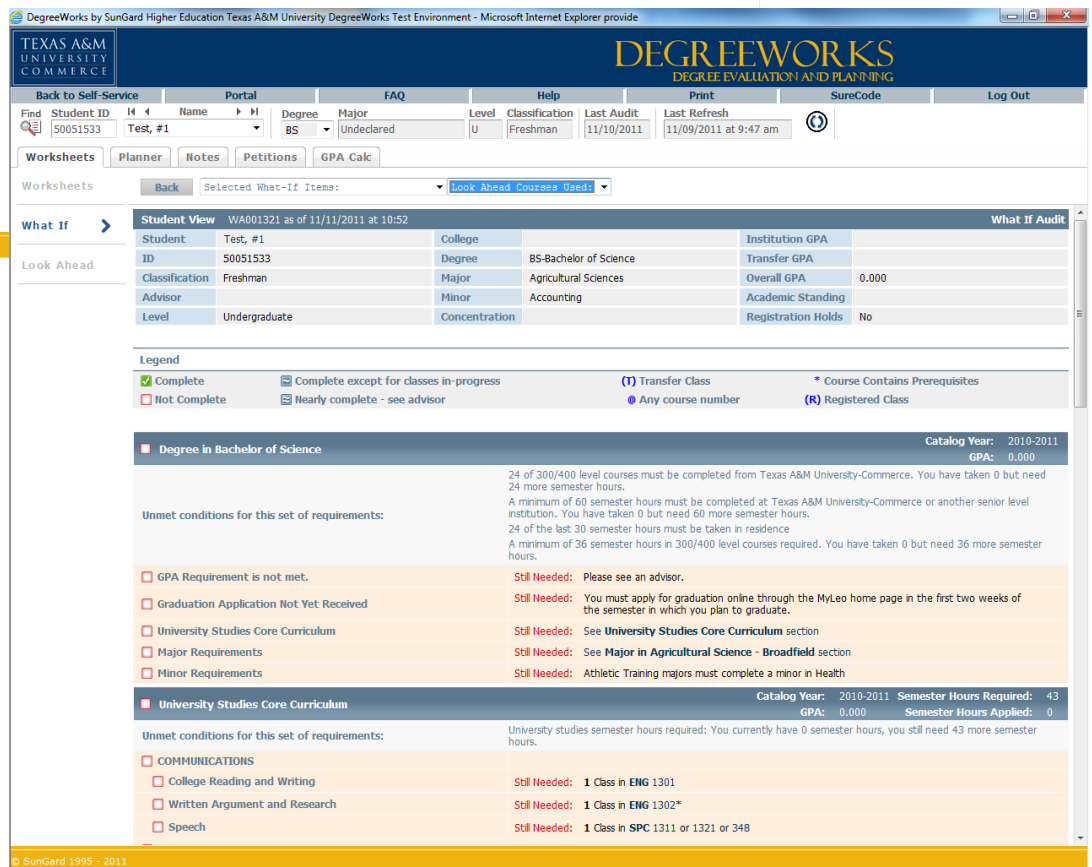 DegreeWorks by SunGard Higher Education Texas A&M University DegreeWorks Test Environment - Microsoft Internet Explorer provide
TEXAS A&M
UNIVERSITY
COMMERCE
DEGREEWORKS
DEGREE EVALUATION AND PLANNING
Back to Self-Service Portal FAQ Help Print SureCode Log Out
Find Student ID Name Degree Major Level Classification Last Audit Last Refresh
50051533 Test, #1 BS Undeclared U Freshman 11/10/2011 11/09/2011 at 9:47 am
Worksheets Planner Notes Petitions GPA Calc
Worksheets Back Selected What-If Items: Look Ahead Courses Used:
What If
Look Ahead
Student View WA001321 as of 11/11/2011 at 10:52 What If Audit
Student Test, #1 College Institution GPA
ID 50051533 Degree BS-Bachelor of Science Transfer GPA
Classification Freshman Major Agricultural Sciences Overall GPA 0.000
Advisor Minor Accounting Academic Standing
Level Undergraduate Concentration Registration Holds No
Legend
Complete Complete except for classes in-progress (T) Transfer Class * Course Contains Prerequisites
Not Complete Nearly complete - see advisor @ Any course number (R) Registered Class
Degree in Bachelor of Science Catalog Year: 2010-2011
GPA: 0.000
Unmet conditions for this set of requirements:
24 of 300/400 level courses must be completed from Texas A&M University-Commerce. You have taken 0 but need
24 more semester hours.
A minimum of 60 semester hours must be completed at Texas A&M University-Commerce or another senior level
institution. You have taken 0 but need 60 more semester hours.
24 of the last 30 semester hours must be taken in residence
A minimum of 36 semester hours in 300/400 level courses required. You have taken 0 but need 36 more semester
hours.
GPA Requirement is not met. Still Needed: Please see an advisor.
Graduation Application Not Yet Received Still Needed: You must apply for graduation online through the MyLeo home page in the first two weeks of
the semester in which you plan to graduate.
University Studies Core Curriculum Still Needed: See University Studies Core Curriculum section
Major Requirements Still Needed: See Major in Agricultural Science - Broadfield section
Minor Requirements Still Needed: Athletic Training majors must complete a minor in Health
University Studies Core Curriculum Catalog Year: 2010-2011 Semester Hours Required: 43
GPA: 0.000 Semester Hours Applied: 0
Unmet conditions for this set of requirements: University studies semester hours required: You currently have 0 semester hours, you still need 43 more semester
hours.
COMMUNICATIONS
College Reading and Writing Still Needed: 1 Class in ENG 1301
Written Argument and Research Still Needed: 1 Class in ENG 1302*
Speech Still Needed: 1 Class in SPC 1311 or 1321 or 348
© SunGard 1995 - 2011